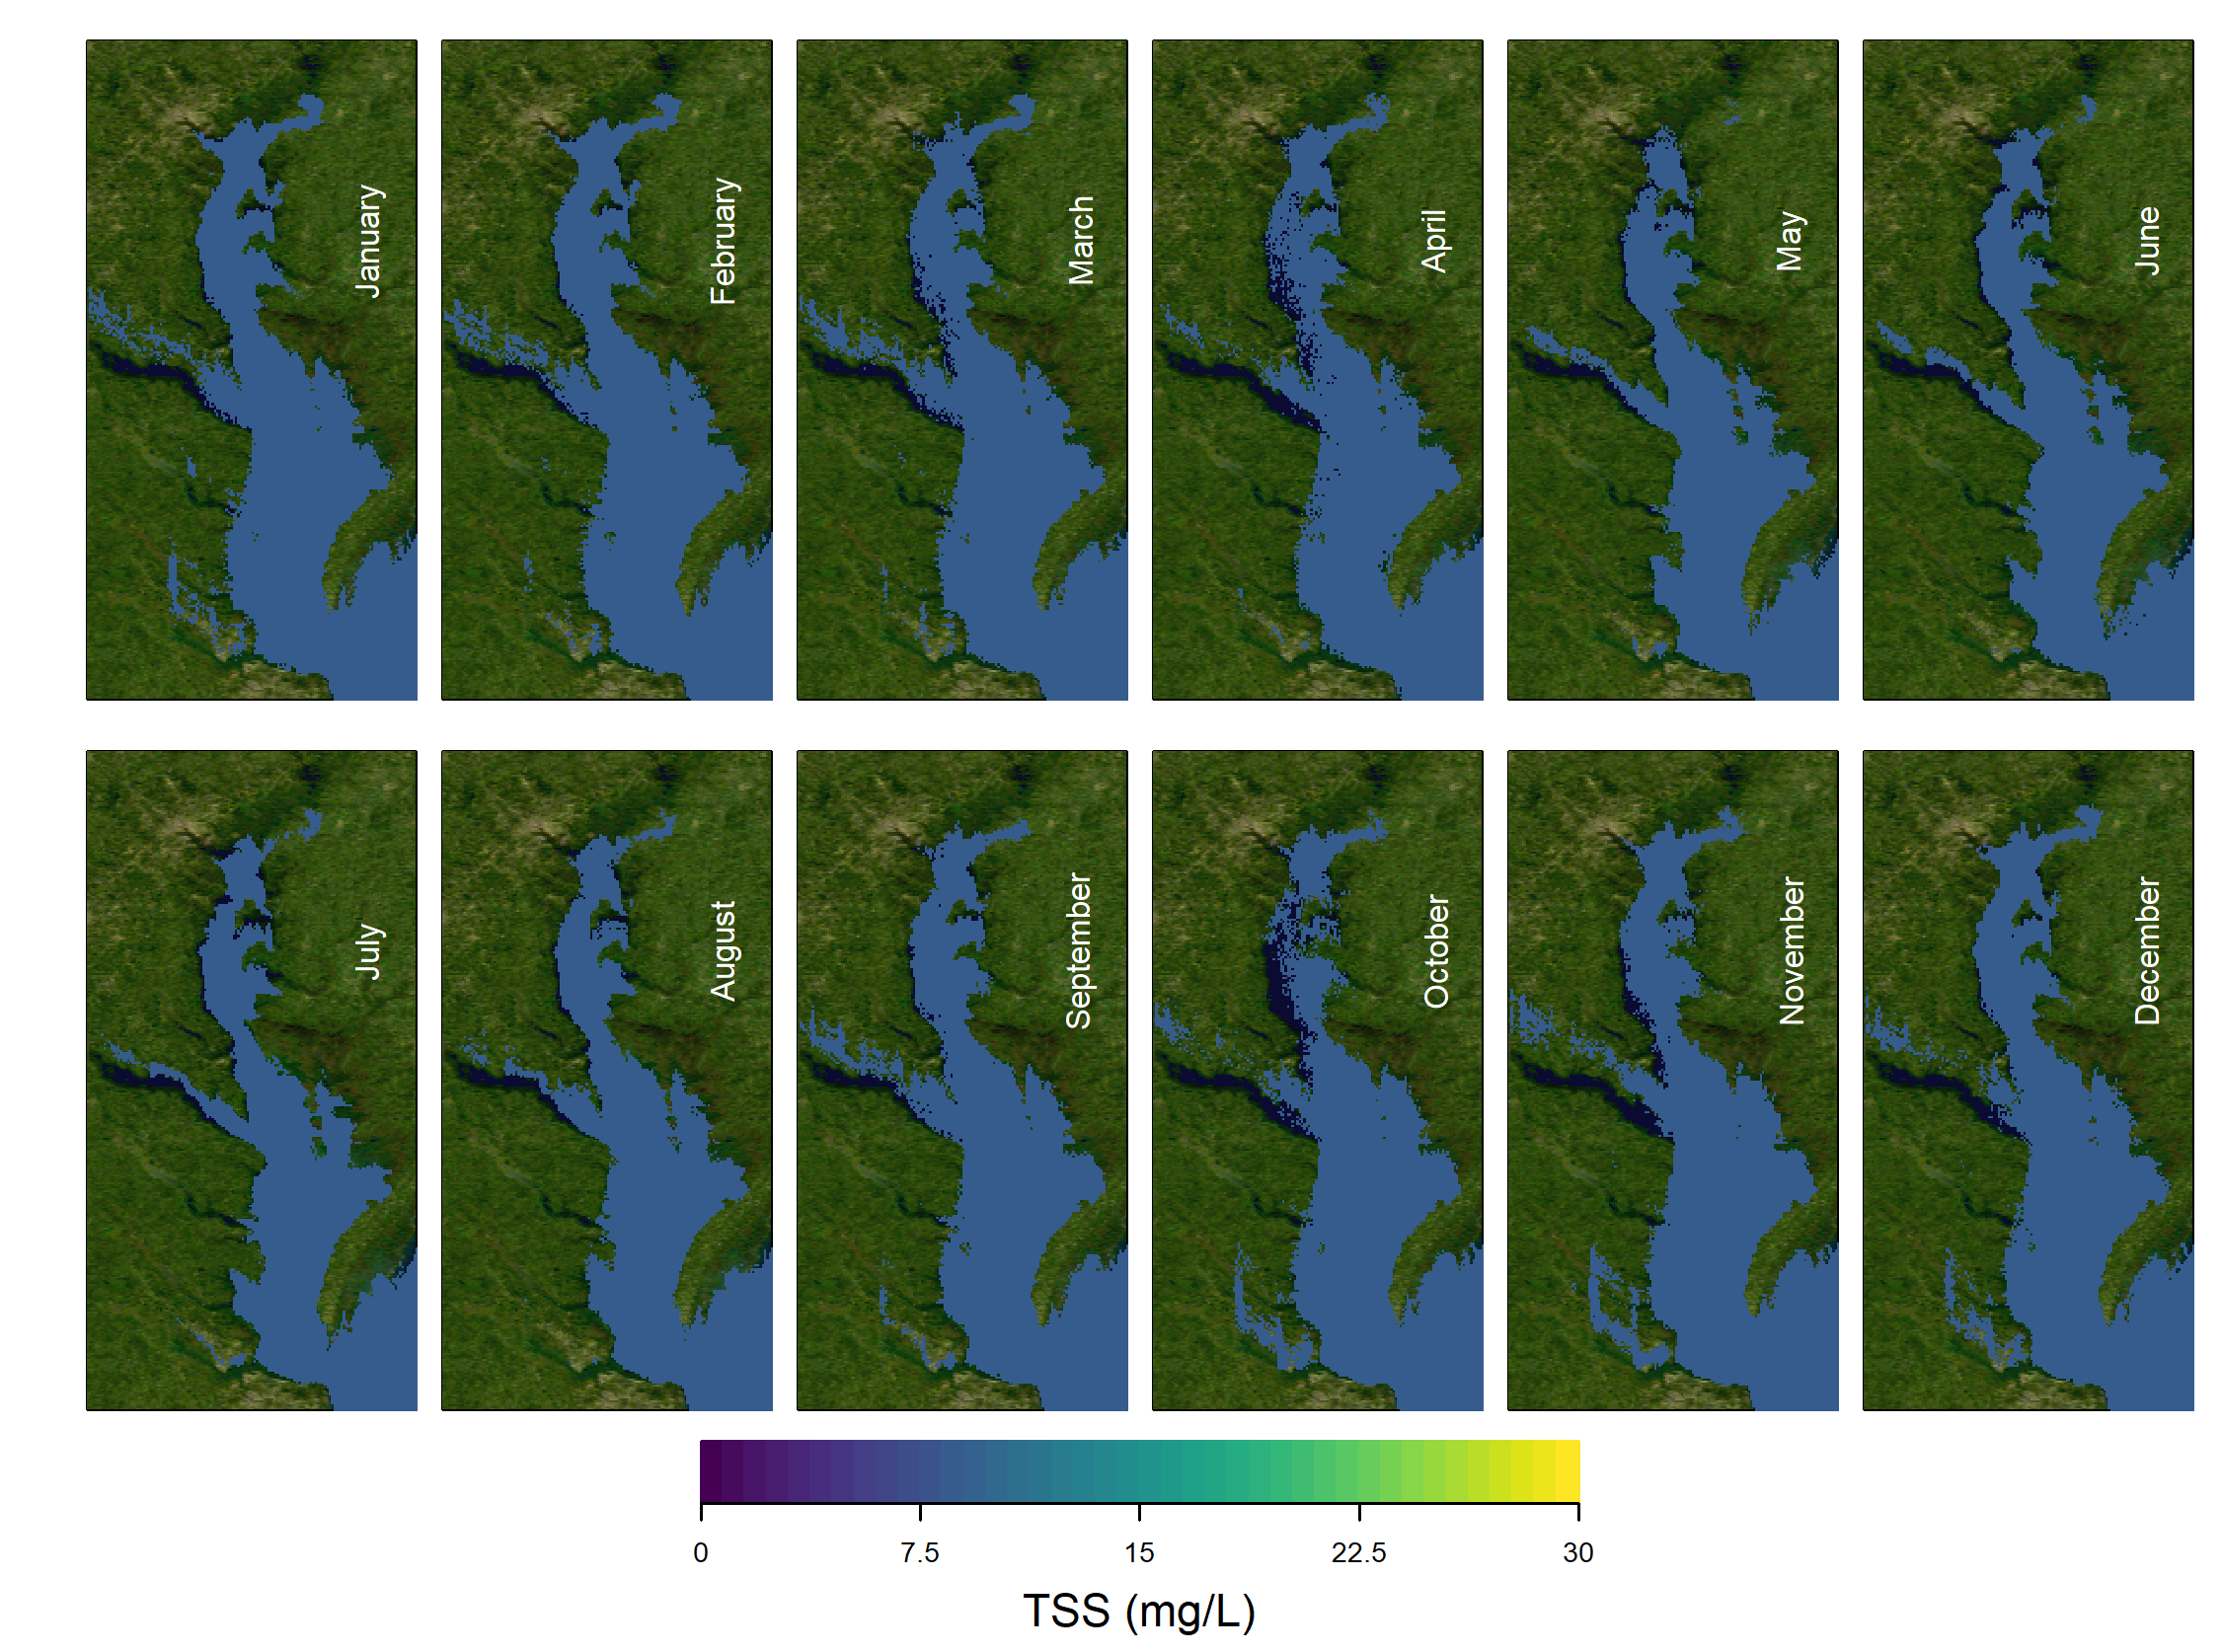 January
February
March
April
May
June
July
August
September
October
November
December
0
7.5
15
22.5
30
TSS (mg/L)